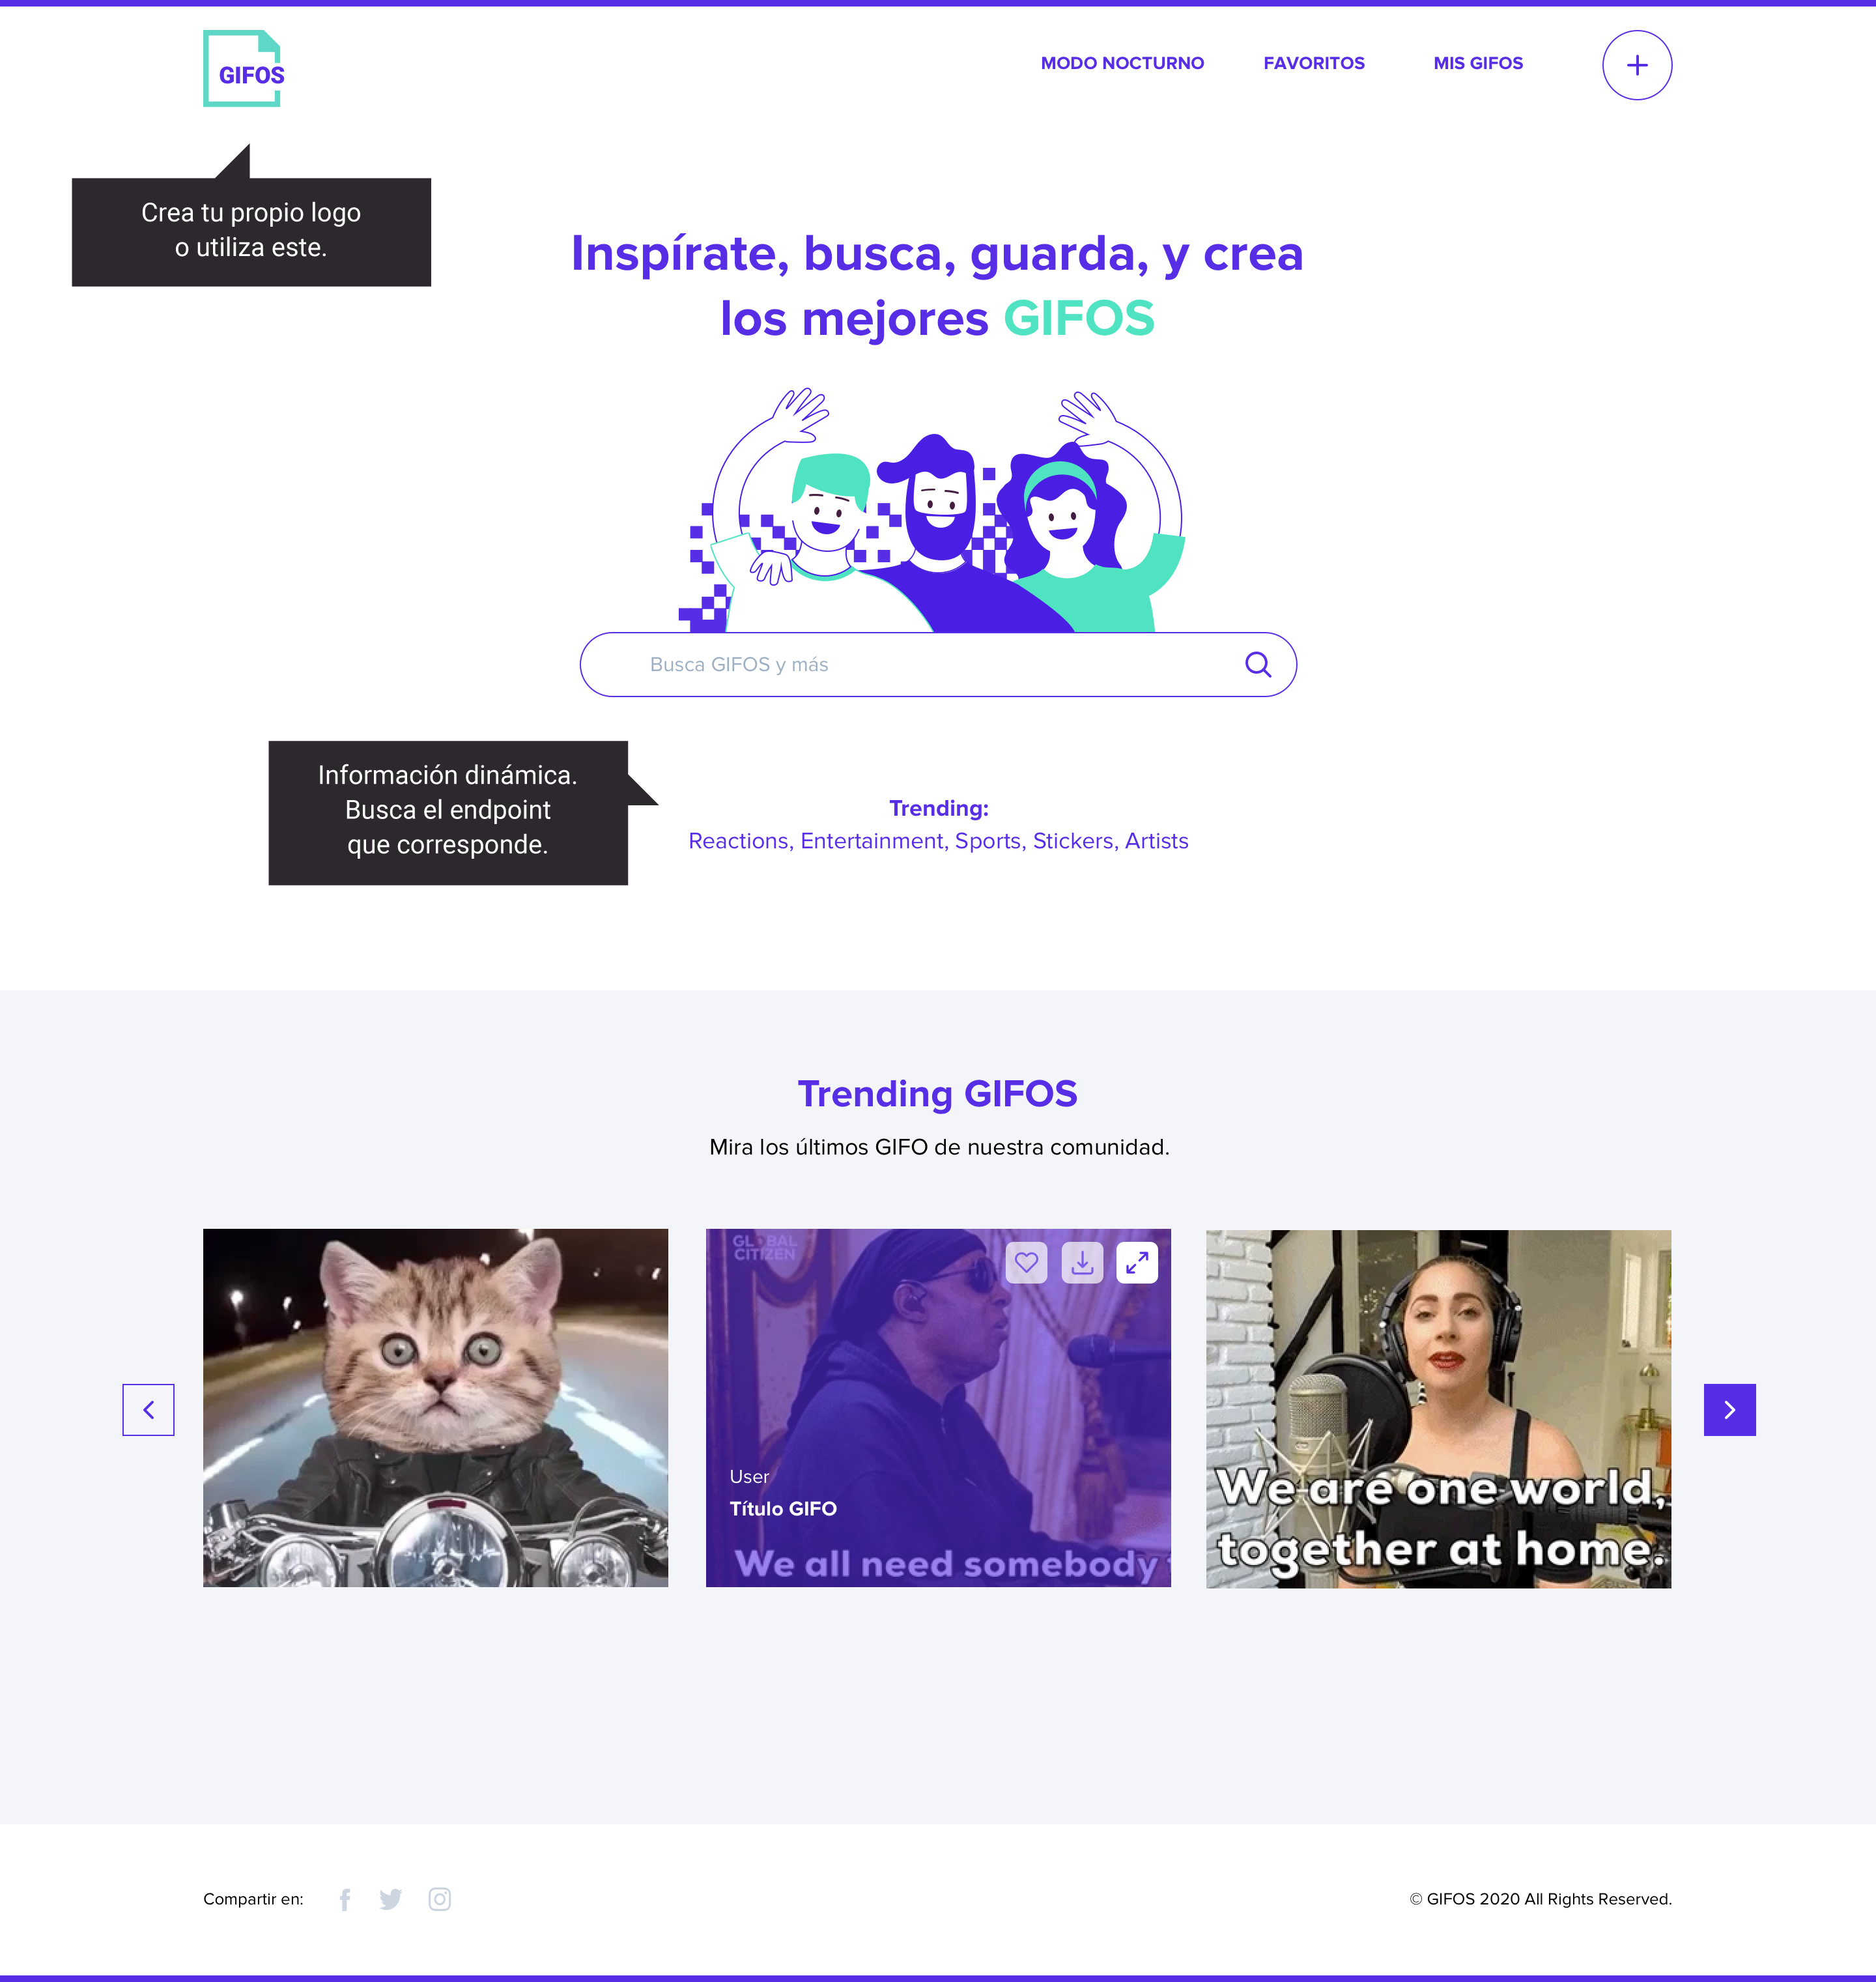 GIFOS
MODO NOCTURNO
FAVORITOS
MIS GIFOS
Crea tu propio logo
o utiliza este.
Inspírate, busca, guarda, y crea
los mejores GIFOS
Busca GIFOS y más
Información dinámica.
Busca el endpoint
que corresponde.
Trending:
Reactions, Entertainment, Sports, Stickers, Artists
Trending GIFOS
Mira los últimos GIFO de nuestra comunidad.
GLOBAL
CITIZEN
User
Título GIFO
We all need somebody
We are one world,
together at home.
Compartir en:
© GIFOS 2020 All Rights Reserved.